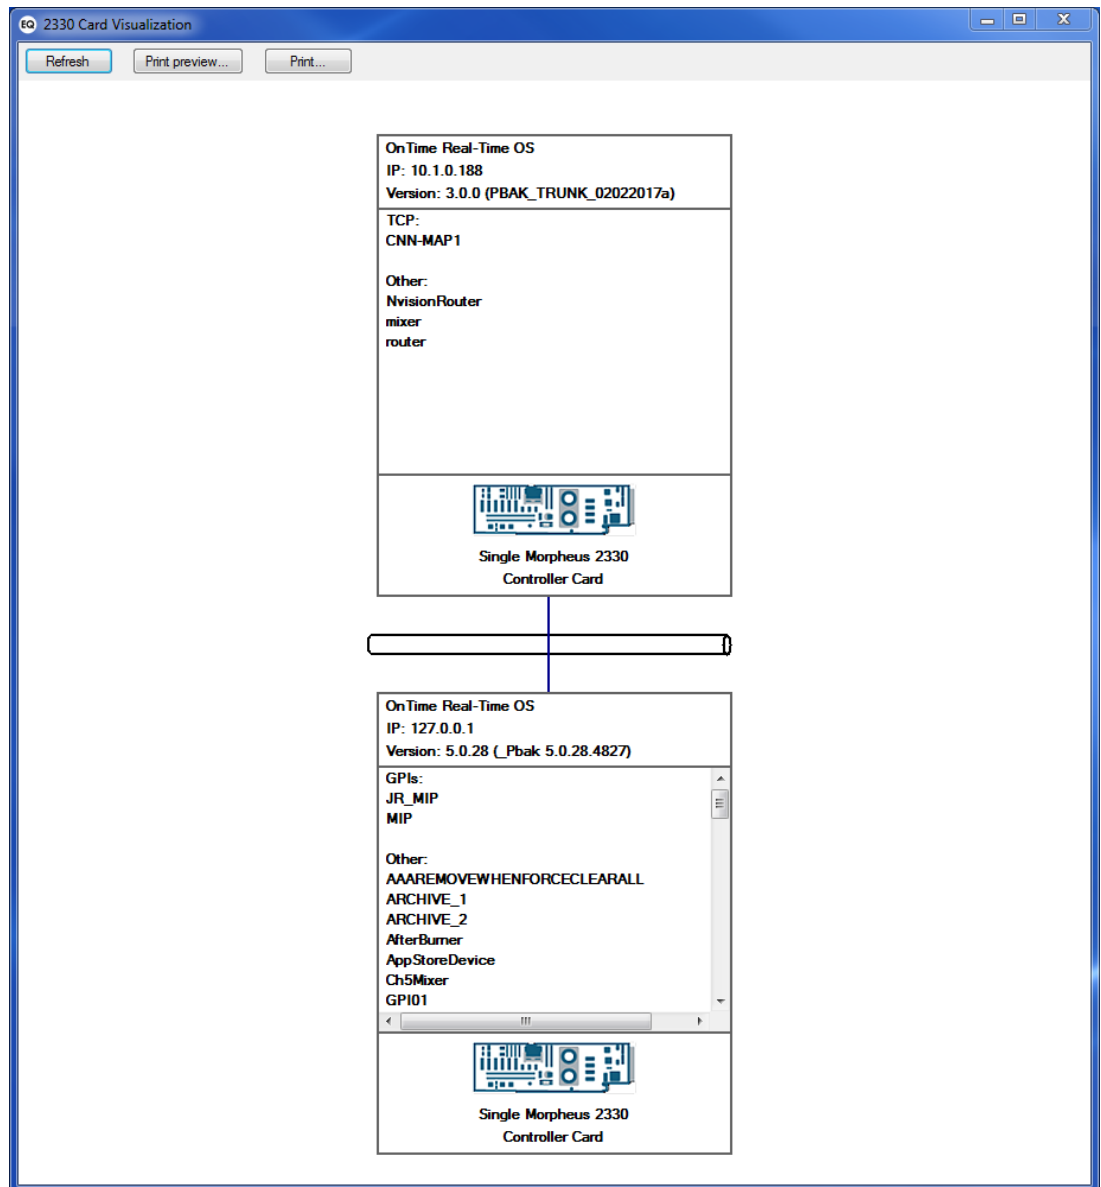 EQ 2330 Card Visualization
Refresh Print preview... Print...
OnTime Real-Time OS
IP: 10.1.0.188
Version: 3.0.0 (PBAK_TRUNK_02022017a)
TCP:
CNN-MAP1
Other:
NvisionRouter
mixer
router
Single Morpheus 2330
Controller Card
OnTime Real-Time OS
IP: 127.0.0.1
Version: 5.0.28 (_Pbak 5.0.28.4827)
GPIs:
JR_MIP
MIP
Other:
AAAREMOVEWHENFORCECLEARALL
ARCHIVE_1
ARCHIVE_2
AfterBurner
AppStoreDevice
Ch5Mixer
GPI01
Single Morpheus 2330
Controller Card